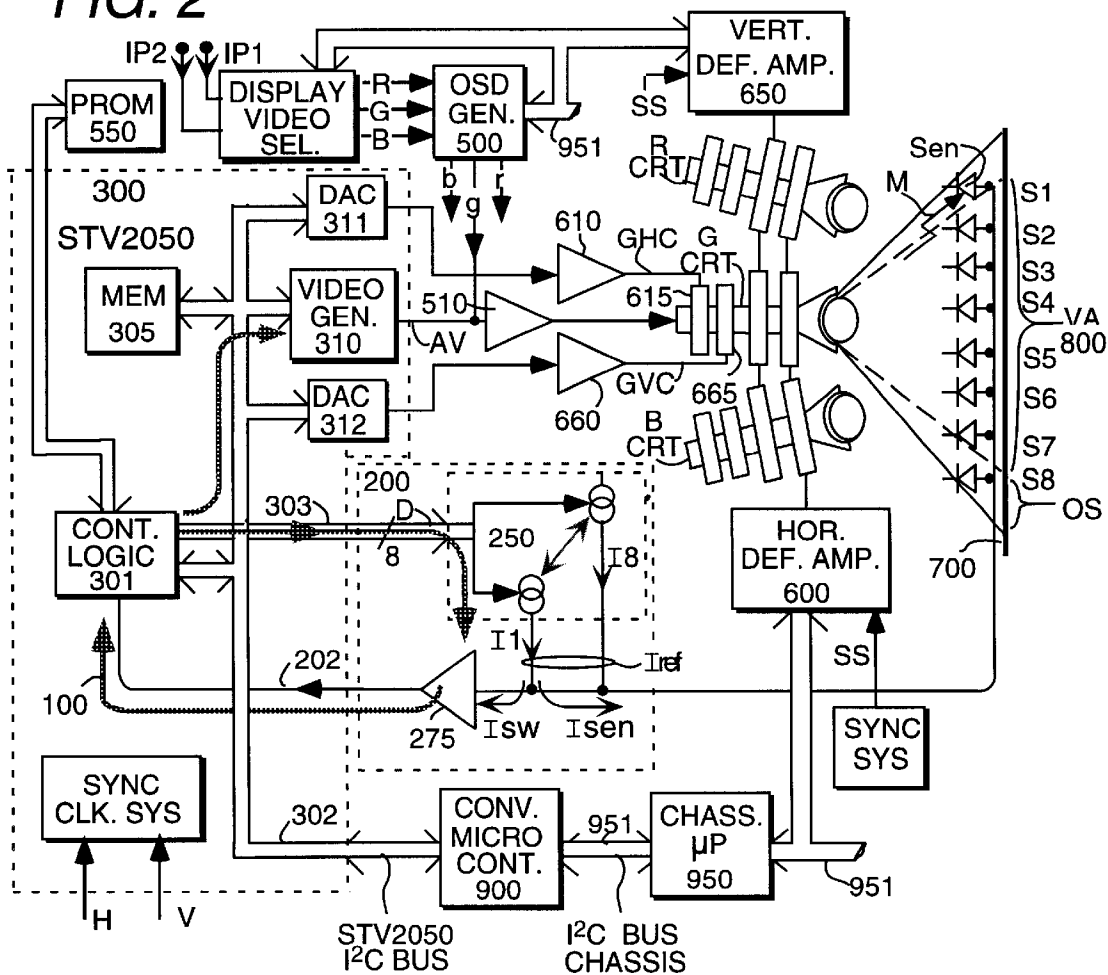 FIG. 2
IP2
IP1
PROM
550
DISPLAY
VIDEO
SEL.
R
G
B
OSD
GEN.
500
951
VERT.
DEF. AMP.
650
SS
b
g
r
300
STV2050
DAC
311
MEM
305
VIDEO
GEN.
310
DAC
312
510
AV
610
GHC
GVC
660
615
665
R
CRT
G
CRT
B
CRT
Sen
M
S1
S2
S3
S4
S5
S6
S7
S8
VA
800
OS
700
CONT.
LOGIC
301
303
D
8
200
250
I8
I1
Iref
Isw
Isen
202
275
100
HOR.
DEF. AMP.
600
SS
SYNC
SYS
SYNC
CLK. SYS
H
V
302
CONV.
MICRO
CONT.
900
951
CHASS.
µP
950
951
STV2050
I²C BUS
I²C BUS
CHASSIS